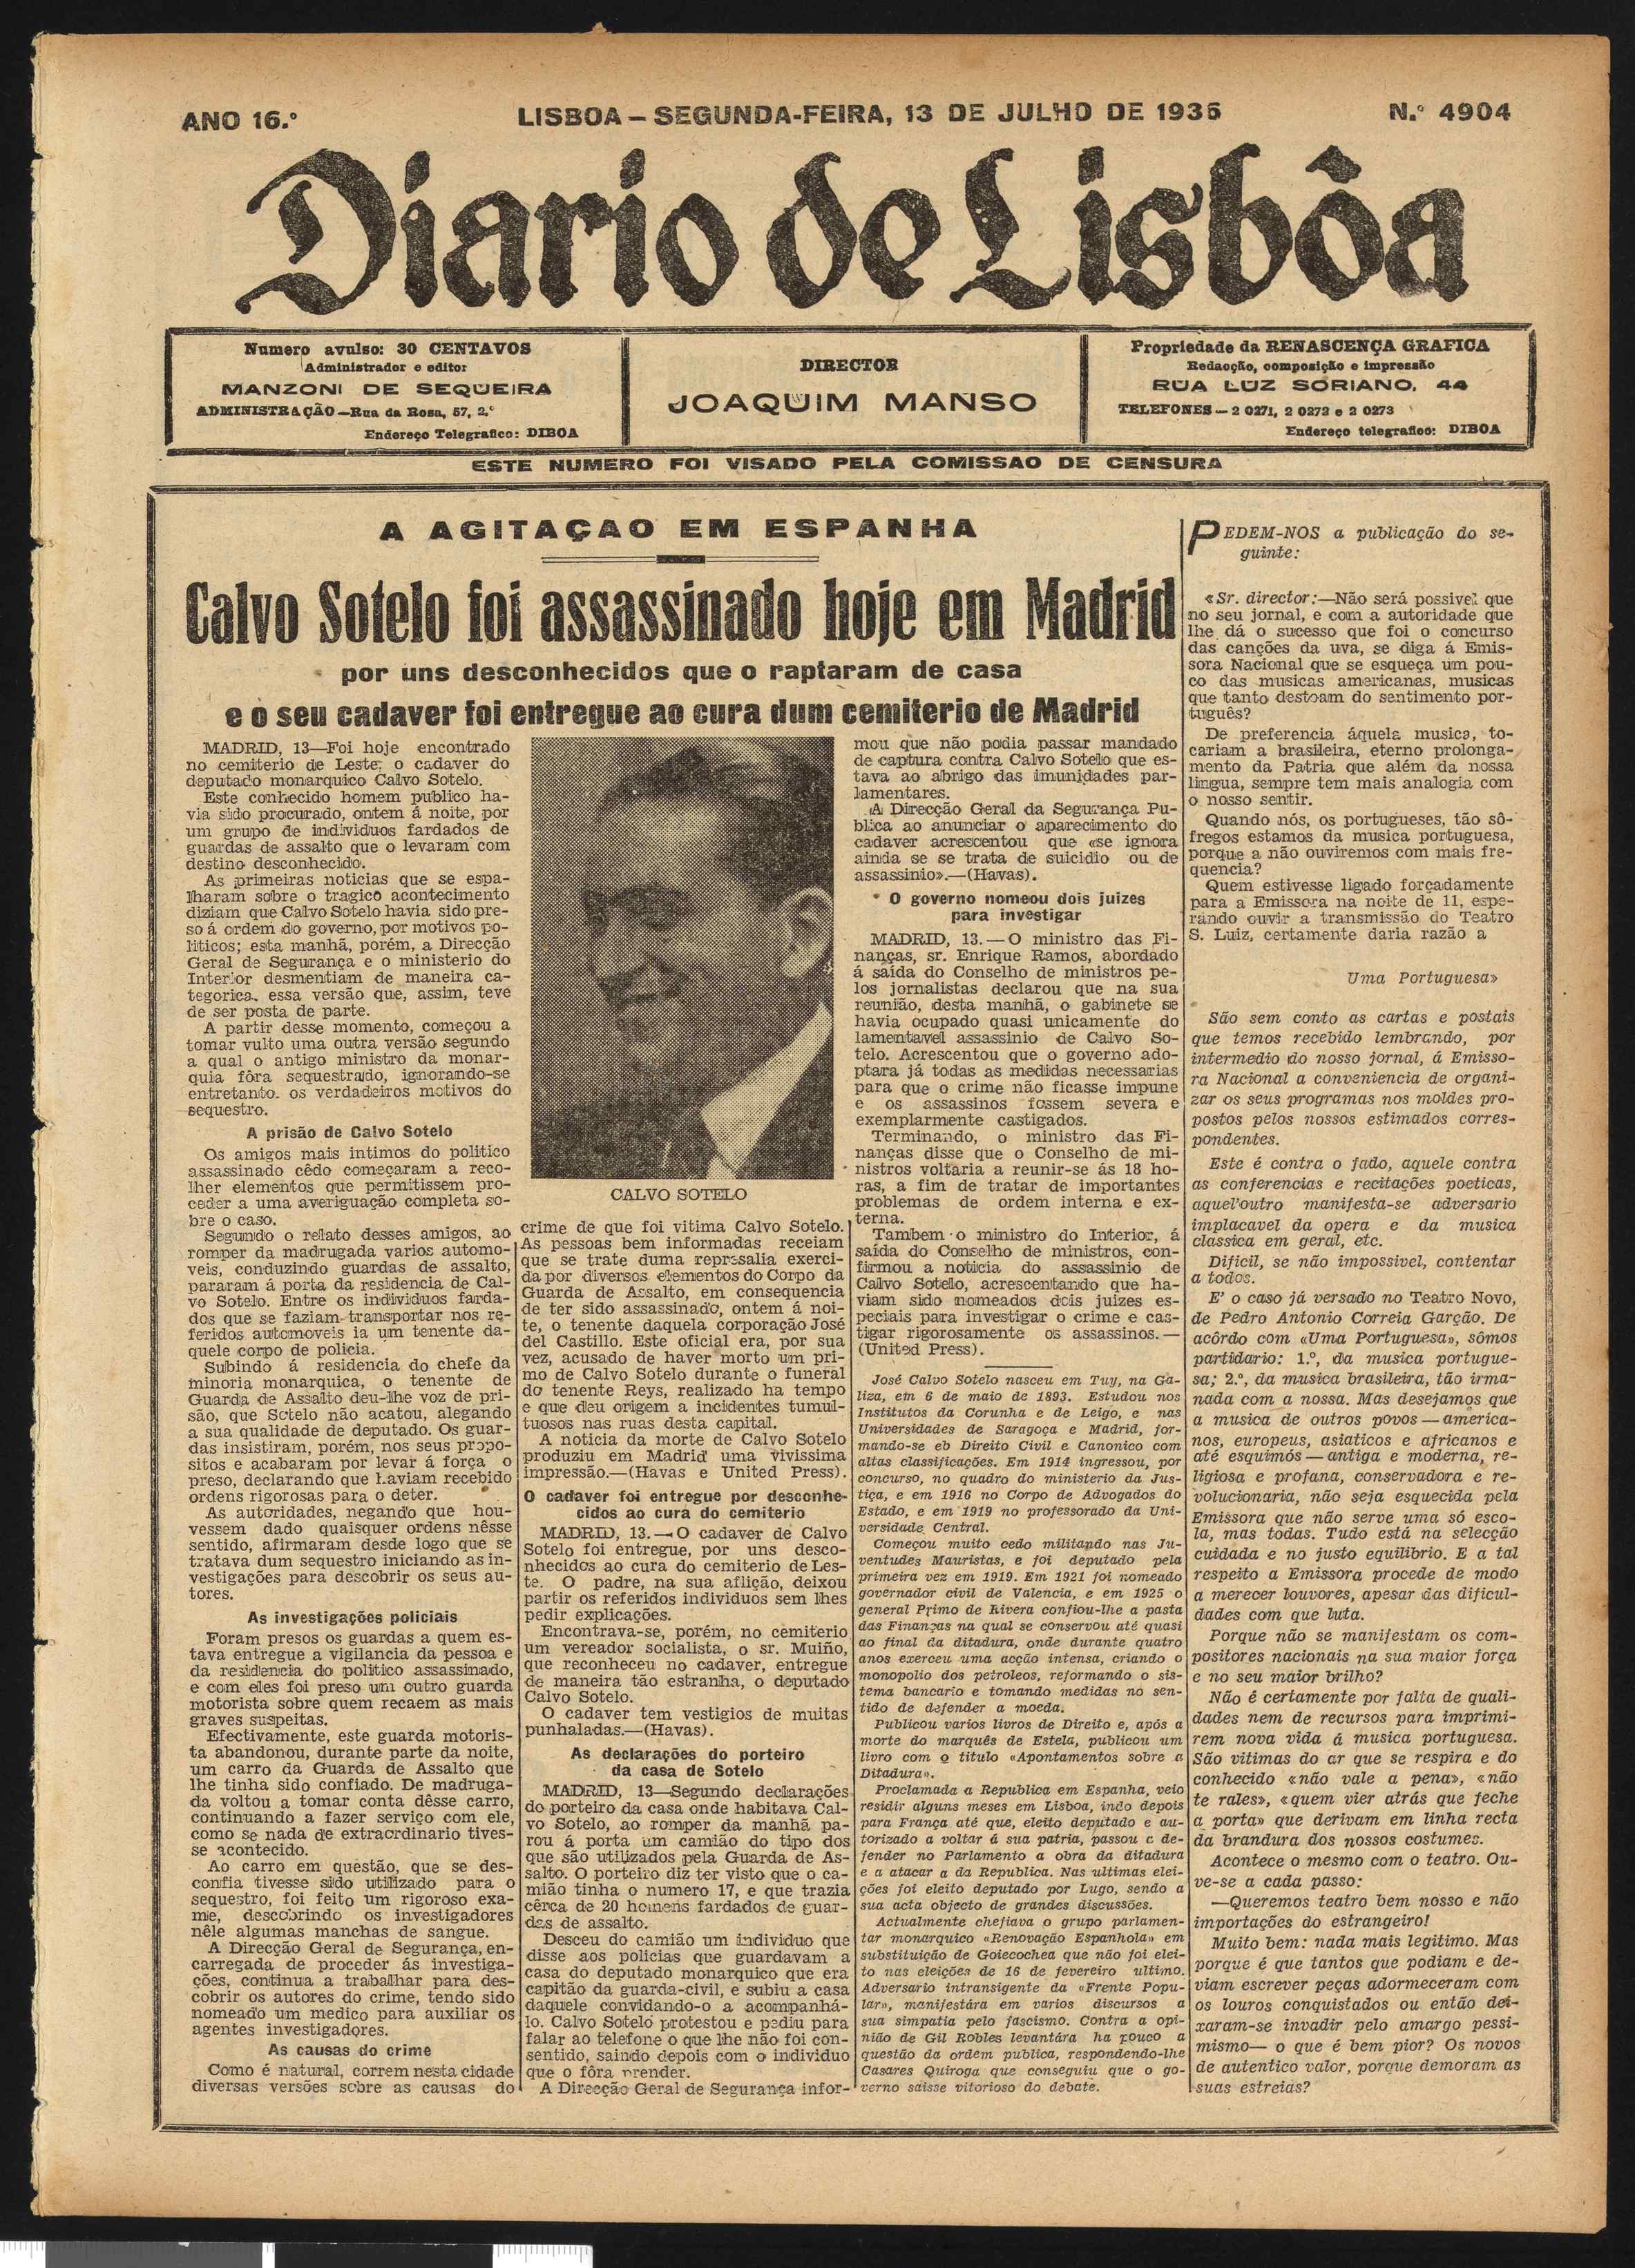 ANO 16.º
LISBOA – SEGUNDA-FEIRA, 13 DE JULHO DE 1936
N.º 4904
Diario de Lisbôa
Numero avulso: 30 CENTAVOS
Administrador e editor
MANZONI DE SEQUEIRA
ADMINISTRAÇÃO—Rua da Rosa, 57, 2.º
Endereço Telegrafico: DIBOA
DIRECTOR
JOAQUIM MANSO
Propriedade da RENASCENÇA GRAFICA
Redacção, composição e impressão
RUA LUZ SORIANO, 44
TELEFONES — 2 0271, 2 0272 e 2 0273
Endereço telegrafico: DIBOA
ESTE NUMERO FOI VISADO PELA COMISSAO DE CENSURA
A AGITAÇAO EM ESPANHA
Calvo Sotelo foi assassinado hoje em Madrid
por uns desconhecidos que o raptaram de casa
e o seu cadaver foi entregue ao cura dum cemiterio de Madrid
MADRID, 13—Foi hoje encontrado
no cemiterio de Leste, o cadaver do
deputado monarquico Calvo Sotelo.
Este conhecido homem publico ha-
via sido procurado, ontem á noite, por
um grupo de individuos fardados de
guardas de assalto que o levaram com
destino desconhecido.
As primeiras noticias que se espa-
lharam sobre o tragico acontecimento
diziam que Calvo Sotelo havia sido pre-
so á ordem do governo, por motivos po-
liticos; esta manhã, porém, a Direcção
Geral de Segurança e o ministerio do
Interior desmentiam de maneira ca-
tegorica, essa versão que, assim, teve
de ser posta de parte.
A partir desse momento, começou a
tomar vulto uma outra versão segundo
a qual o antigo ministro da monar-
quia fôra sequestrado, ignorando-se
entretanto. os verdadeiros motivos do
sequestro.
A prisão de Calvo Sotelo
Os amigos mais intimos do politico
assassinado cêdo começaram a reco-
lher elementos que permitissem pro-
ceder a uma averiguação completa so-
bre o caso.
Segundo o relato desses amigos, ao
romper da madrugada varios automo-
veis, conduzindo guardas de assalto,
pararam á porta da residencia de Cal-
vo Sotelo. Entre os individuos farda-
dos que se faziam transportar nos re-
feridos automoveis ia um tenente da-
quele corpo de policia.
Subindo á residencia do chefe da
minoria monarquica, o tenente de
Guarda de Assalto deu-lhe voz de pri-
são, que Sotelo não acatou, alegando
a sua qualidade de deputado. Os guar-
das insistiram, porém, nos seus propo-
sitos e acabaram por levar á força o
preso, declarando que haviam recebido
ordens rigorosas para o deter.
As autoridades, negando que hou-
vessem dado quaisquer ordens nêsse
sentido, afirmaram desde logo que se
tratava dum sequestro iniciando as in-
vestigações para descobrir os seus au-
tores.
As investigações policiais
Foram presos os guardas a quem es-
tava entregue a vigilancia da pessoa e
da residencia do politico assassinado,
e com eles foi preso um outro guarda
motorista sobre quem recaem as mais
graves suspeitas.
Efectivamente, este guarda motoris-
ta abandonou, durante parte da noite,
um carro da Guarda de Assalto que
lhe tinha sido confiado. De madruga-
da voltou a tomar conta dêsse carro,
continuando a fazer serviço com ele,
como se nada de extraordinario tives-
se acontecido.
Ao carro em questão, que se des-
confia tivesse sido utilizado para o
sequestro, foi feito um rigoroso exa-
me, descobrindo os investigadores
nêle algumas manchas de sangue.
A Direcção Geral de Segurança, en-
carregada de proceder ás investiga-
ções, continua a trabalhar para des-
cobrir os autores do crime, tendo sido
nomeado um medico para auxiliar os
agentes investigadores.
As causas do crime
Como é natural, correm nesta cidade
diversas versões sobre as causas do
CALVO SOTELO
crime de que foi vitima Calvo Sotelo.
As pessoas bem informadas receiam
que se trate duma represalia exerci-
da por diversos elementos do Corpo da
Guarda de Assalto, em consequencia
de ter sido assassinado, ontem á noi-
te, o tenente daquela corporação José
del Castillo. Este oficial era, por sua
vez, acusado de haver morto um pri-
mo de Calvo Sotelo durante o funeral
do tenente Reys, realizado ha tempo
e que deu origem a incidentes tumul-
tuosos nas ruas desta capital.
A noticia da morte de Calvo Sotelo
produziu em Madrid uma vivissima
impressão.—(Havas e United Press).
O cadaver foi entregue por desconhe-
cidos ao cura do cemiterio
MADRID, 13.—O cadaver de Calvo
Sotelo foi entregue, por uns desco-
nhecidos ao cura do cemiterio de Les-
te. O padre, na sua aflição, deixou
partir os referidos individuos sem lhes
pedir explicações.
Encontrava-se, porém, no cemiterio
um vereador socialista, o sr. Muiño,
que reconheceu no cadaver, entregue
de maneira tão estranha, o deputado
Calvo Sotelo.
O cadaver tem vestigios de muitas
punhaladas.—(Havas).
As declarações do porteiro
da casa de Sotelo
MADRID, 13—Segundo declarações
do porteiro da casa onde habitava Cal-
vo Sotelo, ao romper da manhã pa-
rou á porta um camião do tipo dos
que são utilizados pela Guarda de As-
salto. O porteiro diz ter visto que o ca-
mião tinha o numero 17, e que trazia
cêrca de 20 homens fardados de guar-
das de assalto.
Desceu do camião um individuo que
disse aos policias que guardavam a
casa do deputado monarquico que era
capitão da guarda-civil, e subiu a casa
daquele convidando-o a acompanhá-
lo. Calvo Sotelo protestou e pediu para
falar ao telefone o que lhe não foi con-
sentido, saindo depois com o individuo
que o fôra prender.
A Direcção Geral de Segurança infor-
mou que não podia passar mandado
de captura contra Calvo Sotelo que es-
tava ao abrigo das imunidades par-
lamentares.
A Direcção Geral da Segurança Pu-
blica ao anunciar o aparecimento do
cadaver acrescentou que «se ignora
ainda se se trata de suicidio ou de
assassinio».—(Havas).
O governo nomeou dois juizes
para investigar
MADRID, 13.—O ministro das Fi-
nanças, sr. Enrique Ramos, abordado
á saída do Conselho de ministros pe-
los jornalistas declarou que na sua
reunião, desta manhã, o gabinete se
havia ocupado quasi unicamente do
lamentavel assassinio de Calvo So-
telo. Acrescentou que o governo ado-
ptara já todas as medidas necessarias
para que o crime não ficasse impune
e os assassinos fossem severa e
exemplarmente castigados.
Terminando, o ministro das Fi-
nanças disse que o Conselho de mi-
nistros voltaria a reunir-se ás 18 ho-
ras, a fim de tratar de importantes
problemas de ordem interna e ex-
terna.
Tambem o ministro do Interior, á
saída do Conselho de ministros, con-
firmou a noticia do assassinio de
Calvo Sotelo, acrescentando que ha-
viam sido nomeados dois juizes es-
peciais para investigar o crime e cas-
tigar rigorosamente os assassinos.—
(United Press).
José Calvo Sotelo nasceu em Tuy, na Ga-
liza, em 6 de maio de 1893. Estudou nos
Institutos da Corunha e de Leigo, e nas
Universidades de Saragoça e Madrid, for-
mando-se eb Direito Civil e Canonico com
altas classificações. Em 1914 ingressou, por
concurso, no quadro do ministerio da Jus-
tiça, e em 1916 no Corpo de Advogados do
Estado, e em 1919 no professorado da Uni-
versidade Central.
Começou muito cedo militando nas Ju-
ventudes Mauristas, e foi deputado pela
primeira vez em 1919. Em 1921 foi nomeado
governador civil de Valencia, e em 1925 o
general Primo de Rivera confiou-lhe a pasta
das Finanças na qual se conservou até quasi
ao final da ditadura, onde durante quatro
anos exerceu uma acção intensa, criando o
monopolio dos petroleos, reformando o sis-
tema bancario e tomando medidas no sen-
tido de defender a moeda.
Publicou varios livros de Direito e, após a
morte do marquês de Estela, publicou um
livro com o titulo «Apontamentos sobre a
Ditadura».
Proclamada a Republica em Espanha, veio
residir alguns meses em Lisboa, indo depois
para França até que, eleito deputado e au-
torizado a voltar á sua patria, passou a de-
fender no Parlamento a obra da ditadura
e a atacar a da Republica. Nas ultimas elei-
ções foi eleito deputado por Lugo, sendo a
sua acta objecto de grandes discussões.
Actualmente chefiava o grupo parlamen-
tar monarquico «Renovação Espanhola» em
substituição de Goiecochea que não foi elei-
to nas eleições de 16 de fevereiro ultimo.
Adversario intransigente da «Frente Popu-
lar», manifestára em varios discursos a
sua simpatia pelo fascismo. Contra a opi-
nião de Gil Robles levantára ha pouco a
questão da ordem publica, respondendo-lhe
Casares Quiroga que conseguiu que o go-
verno saisse vitorioso do debate.
PEDEM-NOS a publicação do se-
guinte:
«Sr. director:—Não será possivel que
no seu jornal, e com a autoridade que
lhe dá o sucesso que foi o concurso
das canções da uva, se diga á Emis-
sora Nacional que se esqueça um pou-
co das musicas americanas, musicas
que tanto destoam do sentimento por-
tuguês?
De preferencia áquela musica, to-
cariam a brasileira, eterno prolonga-
mento da Patria que além da nossa
lingua, sempre tem mais analogia com
o nosso sentir.
Quando nós, os portugueses, tão sô-
fregos estamos da musica portuguesa,
porque a não ouviremos com mais fre-
quencia?
Quem estivesse ligado forçadamente
para a Emissora na noite de 11, espe-
rando ouvir a transmissão do Teatro
S. Luiz, certamente daria razão a
Uma Portuguesa»
São sem conto as cartas e postais
que temos recebido lembrando, por
intermedio do nosso jornal, á Emisso-
ra Nacional a conveniencia de organi-
zar os seus programas nos moldes pro-
postos pelos nossos estimados corres-
pondentes.
Este é contra o fado, aquele contra
as conferencias e recitações poeticas,
aquel'outro manifesta-se adversario
implacavel da opera e da musica
classica em geral, etc.
Dificil, se não impossivel, contentar
a todos.
E' o caso já versado no Teatro Novo,
de Pedro Antonio Correia Garção. De
acôrdo com «Uma Portuguesa», sômos
partidario: 1.º, da musica portugue-
sa; 2.º, da musica brasileira, tão irma-
nada com a nossa. Mas desejamos que
a musica de outros povos — america-
nos, europeus, asiaticos e africanos e
até esquimós — antiga e moderna, re-
ligiosa e profana, conservadora e re-
volucionaria, não seja esquecida pela
Emissora que não serve uma só esco-
la, mas todas. Tudo está na selecção
cuidada e no justo equilibrio. E a tal
respeito a Emissora procede de modo
a merecer louvores, apesar das dificul-
dades com que luta.
Porque não se manifestam os com-
positores nacionais na sua maior força
e no seu maior brilho?
Não é certamente por falta de quali-
dades nem de recursos para imprimi-
rem nova vida á musica portuguesa.
São vitimas do ar que se respira e do
conhecido «não vale a pena», «não
te rales», «quem vier atrás que feche
a porta» que derivam em linha recta
da brandura dos nossos costumes.
Acontece o mesmo com o teatro. Ou-
ve-se a cada passo:
—Queremos teatro bem nosso e não
importações do estrangeiro!
Muito bem: nada mais legitimo. Mas
porque é que tantos que podiam e de-
viam escrever peças adormeceram com
os louros conquistados ou então dei-
xaram-se invadir pelo amargo pessi-
mismo— o que é bem pior? Os novos
de autentico valor, porque demoram as
suas estreias?